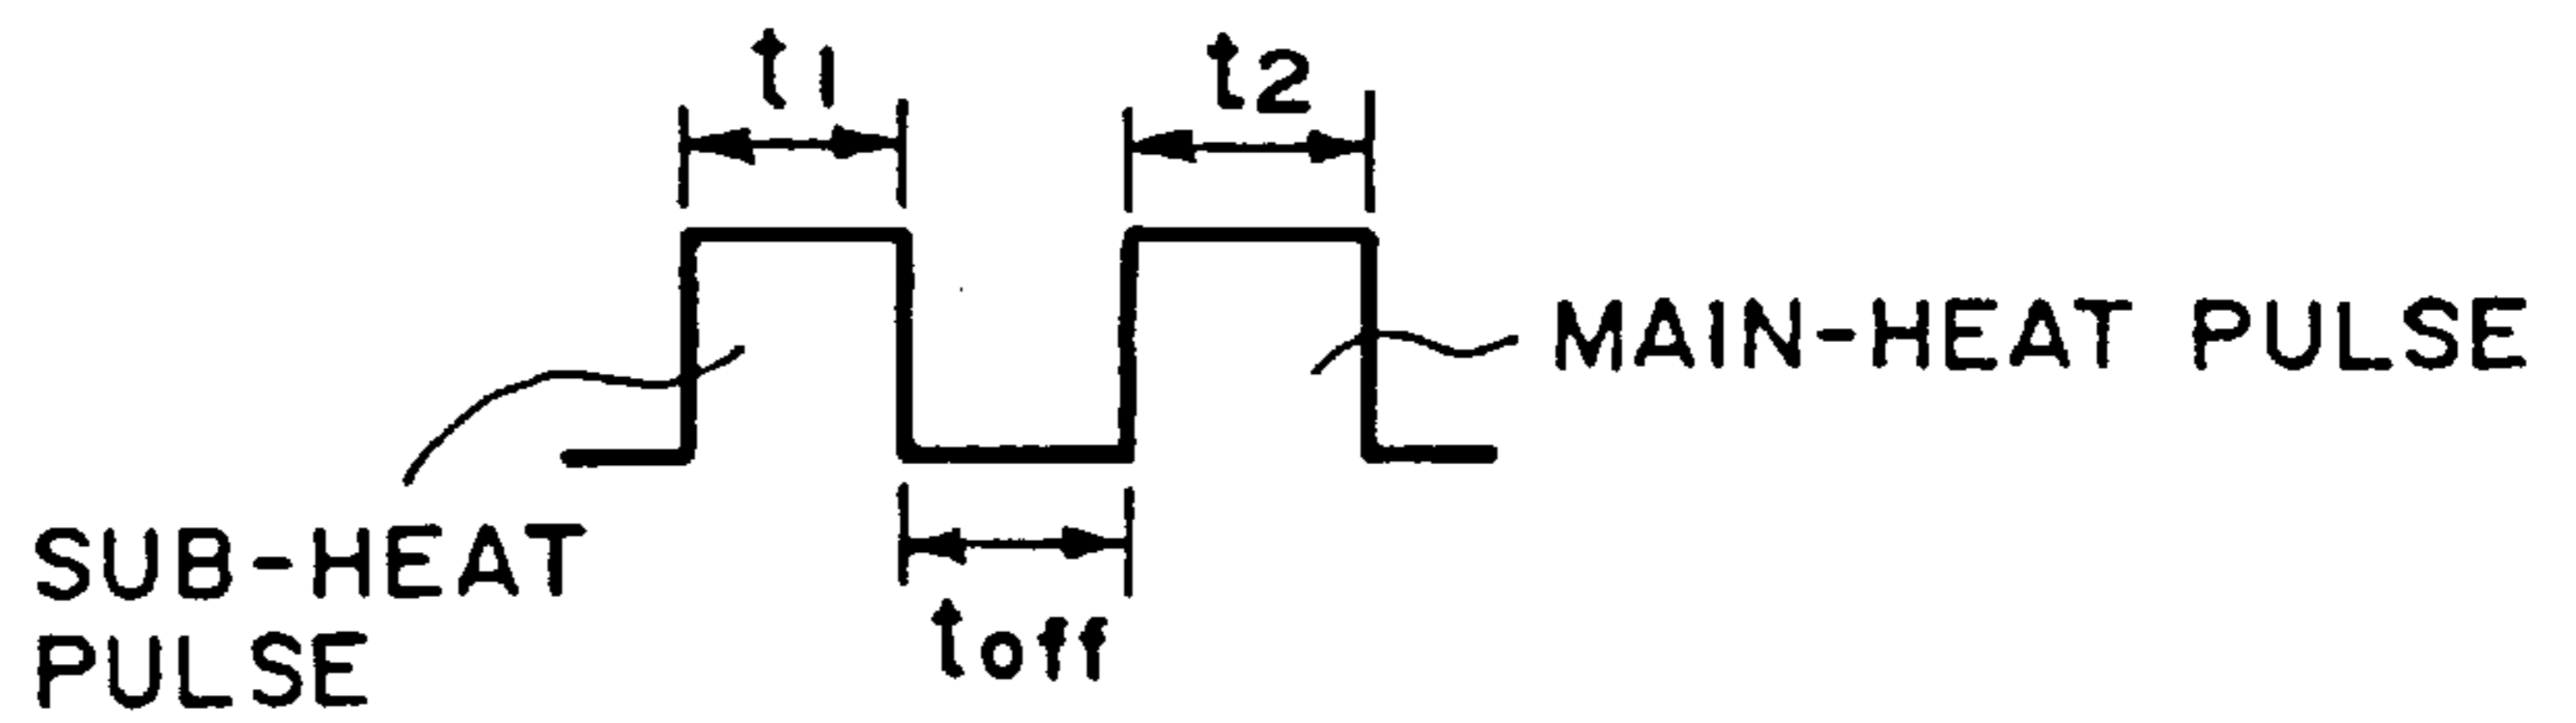 t1
t2
MAIN-HEAT PULSE
SUB-HEAT
PULSE
toff